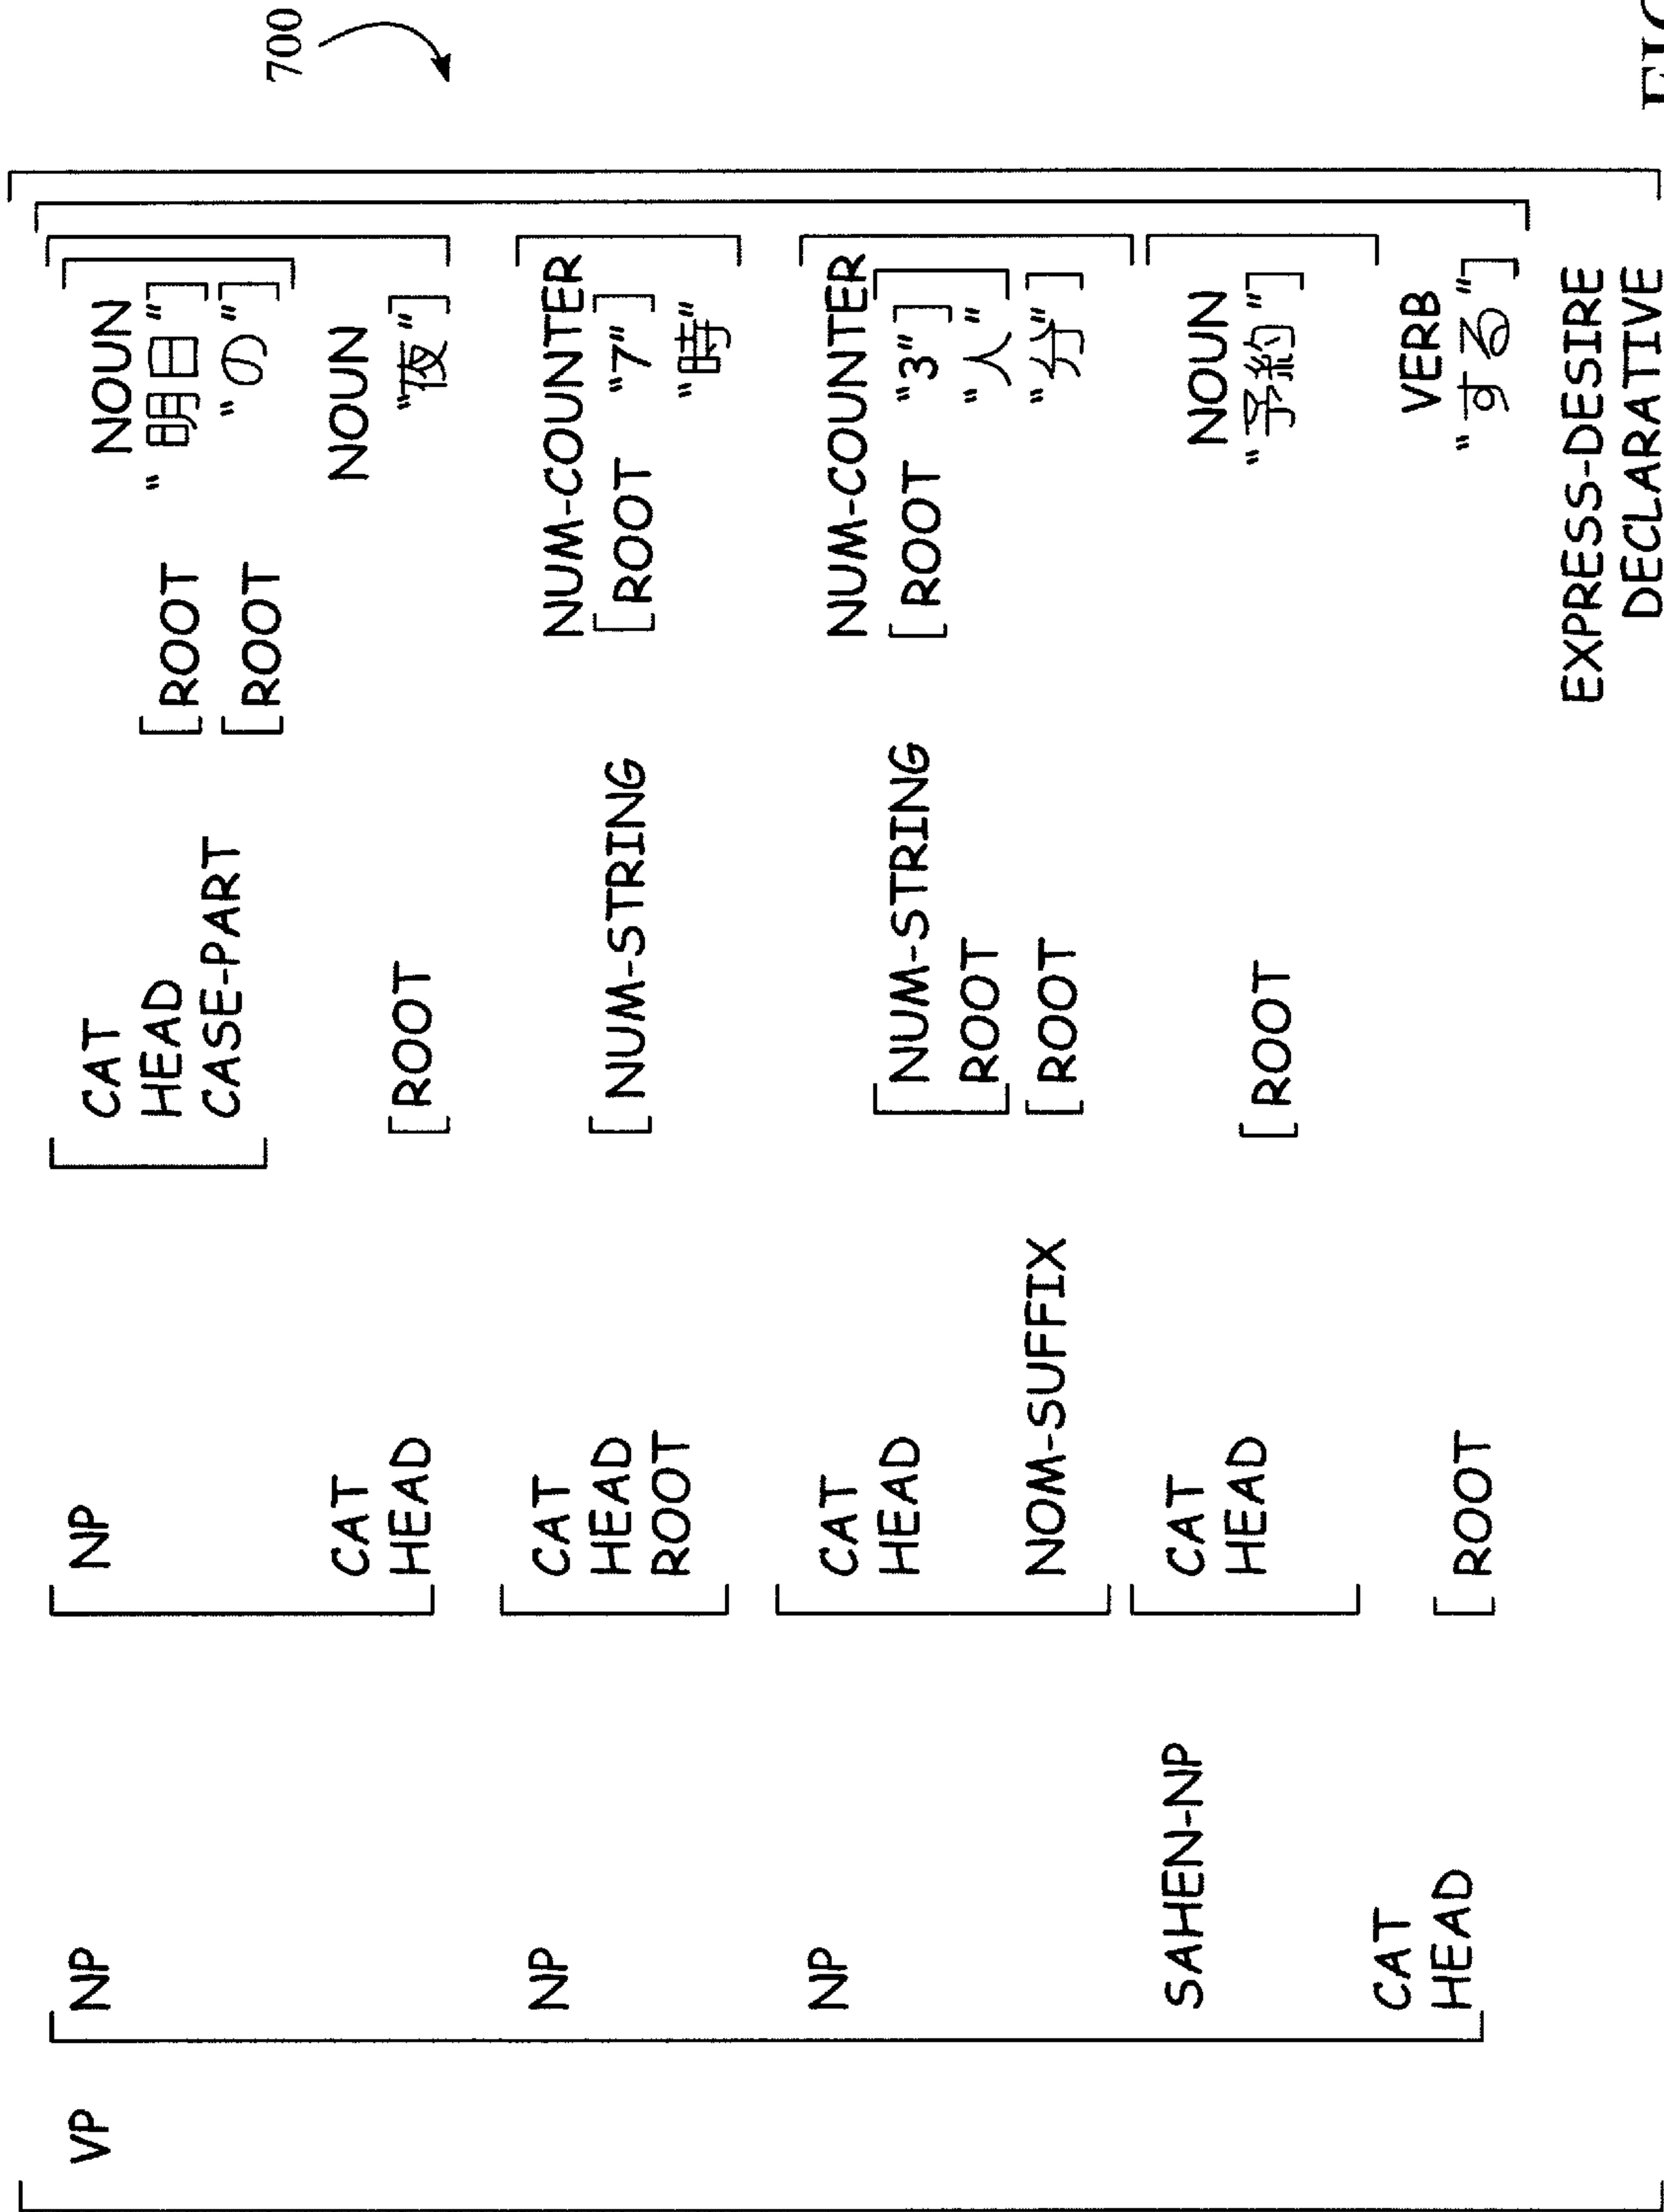 VP [NP [NP [CAT NOUN
HEAD [ROOT "明日"]
CASE-PART [ROOT "の"]]
700
CAT NOUN
HEAD [ROOT "夜"]]
NP [CAT NUM-COUNTER
HEAD [NUM-STRING [ROOT "7"]
ROOT "時"]
NP [CAT NUM-COUNTER
HEAD [NUM-STRING [ROOT "3"]
ROOT "人"]
NOM-SUFFIX [ROOT "分"]]
SAHEN-NP [CAT NOUN
HEAD [ROOT "予約"]]
CAT VERB
HEAD [ROOT "する"]]
EXPRESS-DESIRE
DECLARATIVE]